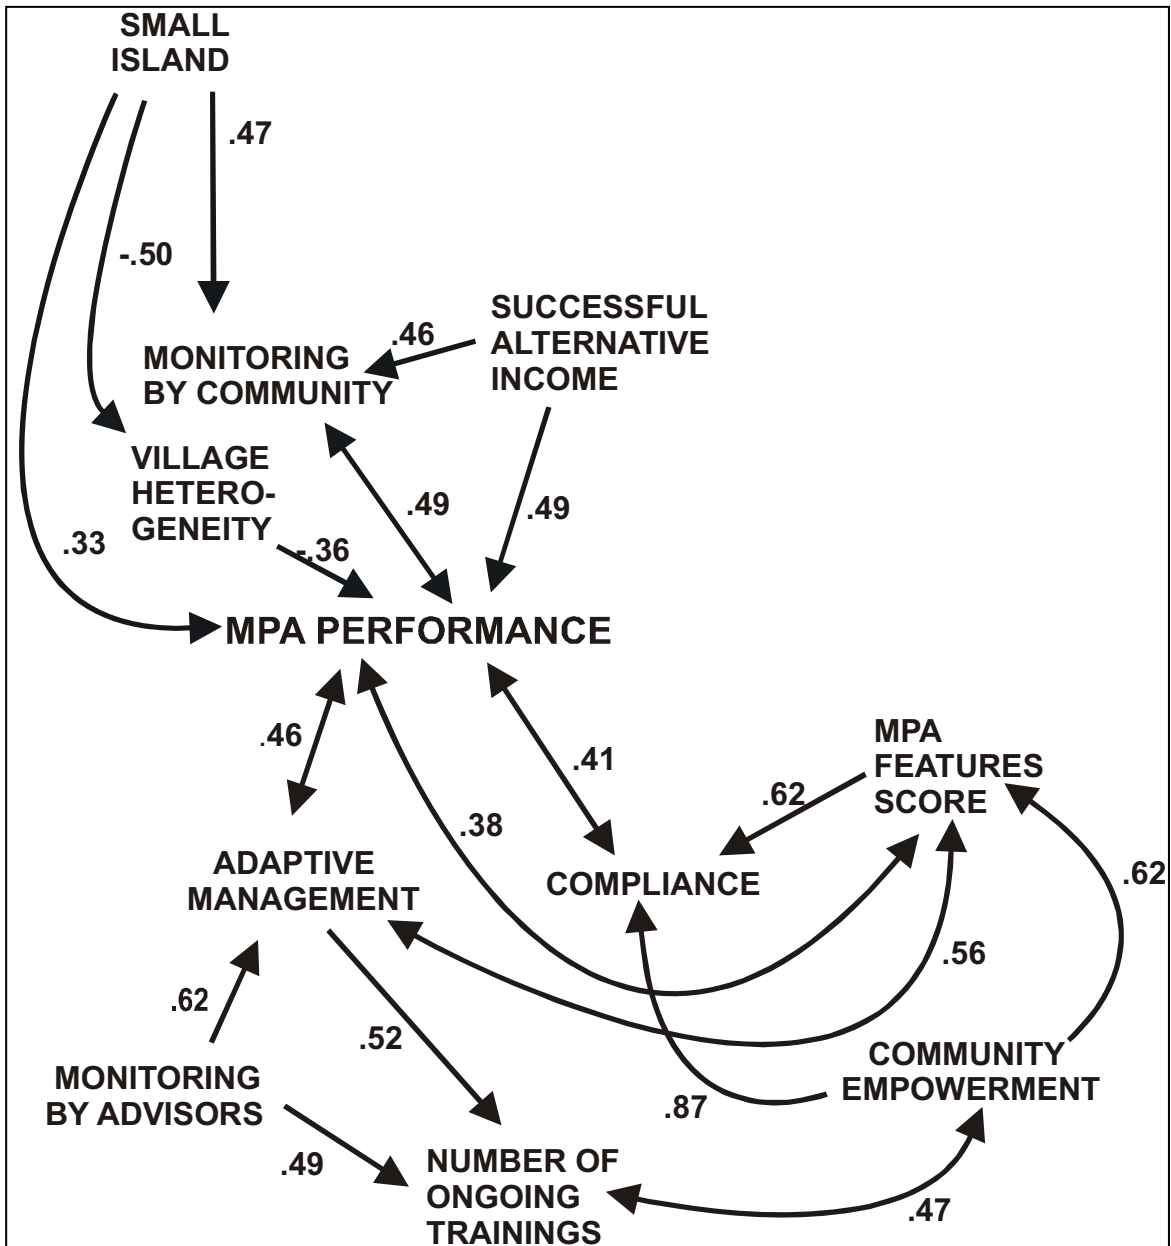 SMALL
ISLAND
.47
-.50
SUCCESSFUL
ALTERNATIVE
INCOME
.46
MONITORING
BY COMMUNITY
VILLAGE
HETERO-
GENEITY
.49
.49
.33
-.36
MPA PERFORMANCE
.46
.41
MPA
FEATURES
SCORE
.62
.38
ADAPTIVE
MANAGEMENT
COMPLIANCE
.62
.56
.62
.52
COMMUNITY
EMPOWERMENT
MONITORING
BY ADVISORS
.87
.49
NUMBER OF
ONGOING
TRAININGS
.47